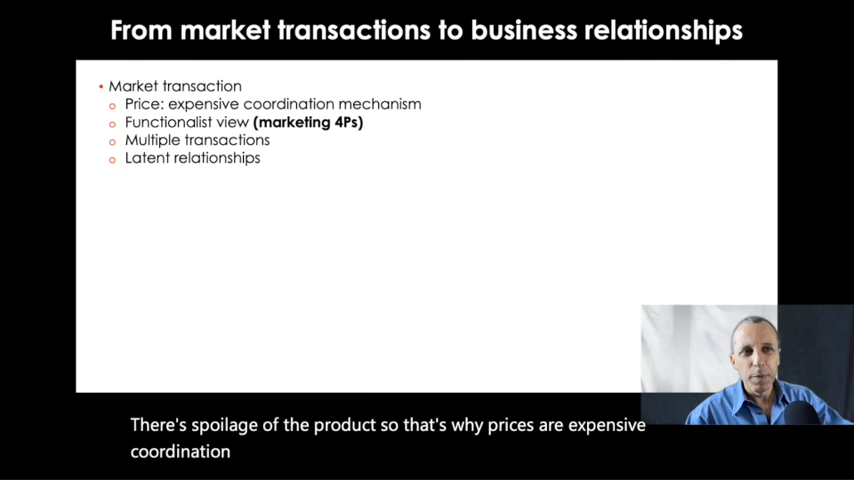 From market transactions to business relationships
• Market transaction
o Price: expensive coordination mechanism
o Functionalist view (marketing 4Ps)
o Multiple transactions
o Latent relationships
There's spoilage of the product so that's why prices are expensive
coordination